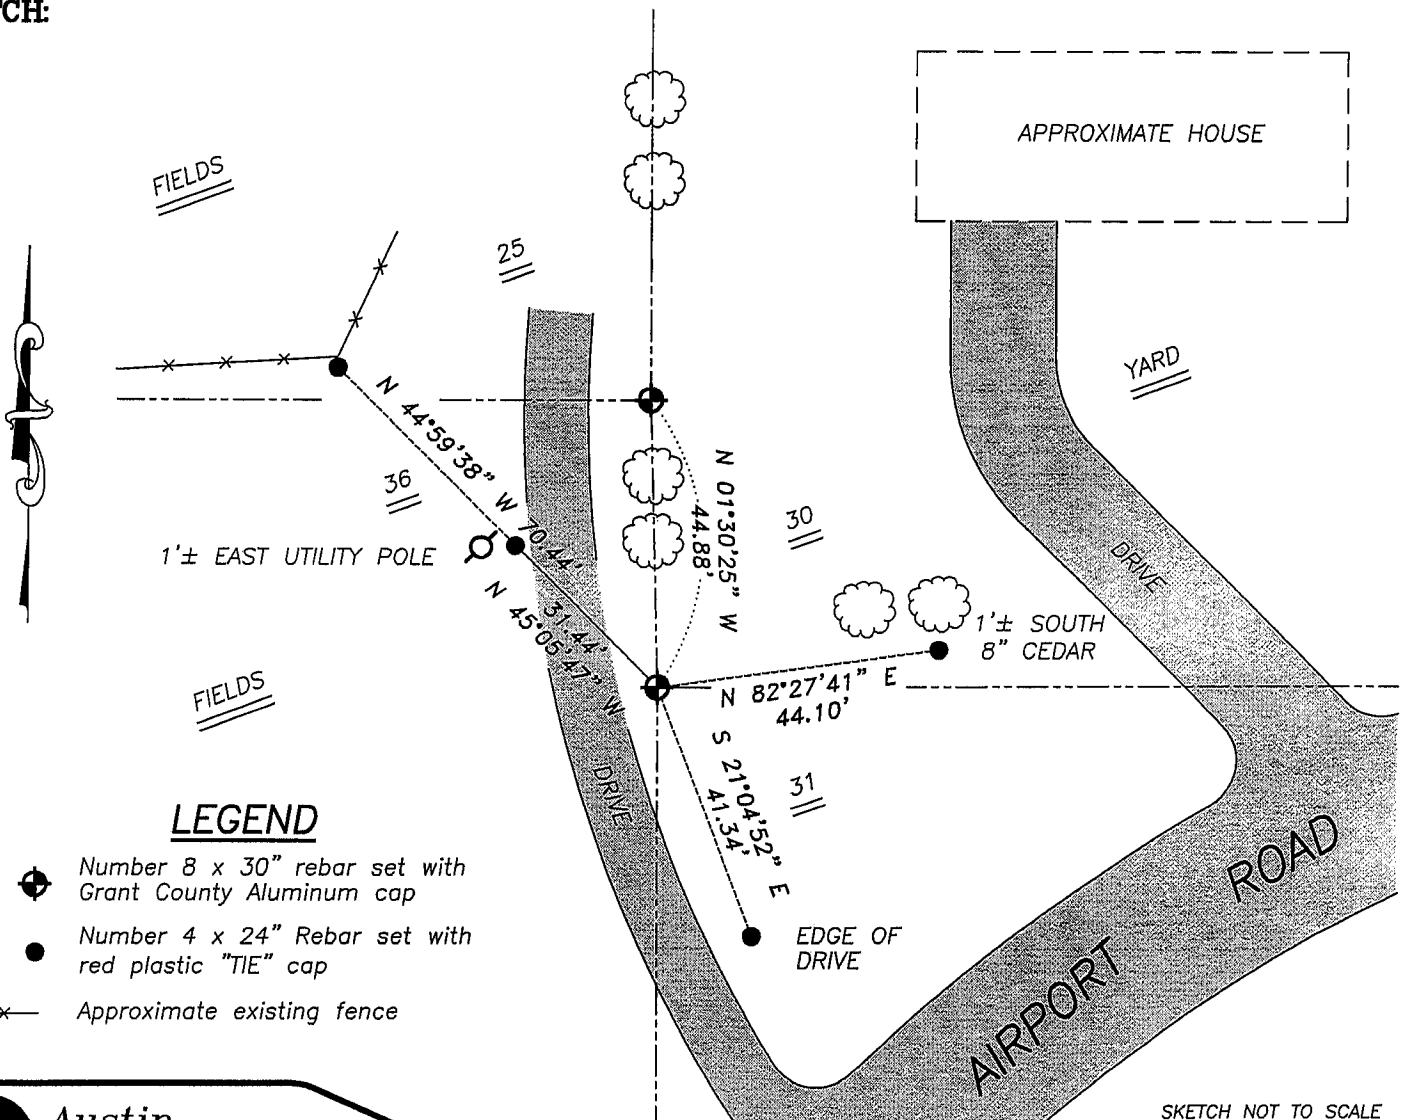 TCH:
APPROXIMATE HOUSE
FIELDS
25
YARD
N 44°59'38" W 70.44'
36
N 01°30'25" W
44.88'
30
1'± EAST UTILITY POLE
DRIVE
31.44'
N 45°05'47" W
1'± SOUTH
8" CEDAR
N 82°27'41" E
44.10'
FIELDS
S 21°04'52" E
41.34'
31
DRIVE
LEGEND
Number 8 x 30" rebar set with
Grant County Aluminum cap
Number 4 x 24" Rebar set with
red plastic "TIE" cap
Approximate existing fence
EDGE OF
DRIVE
AIRPORT ROAD
Austin
SKETCH NOT TO SCALE